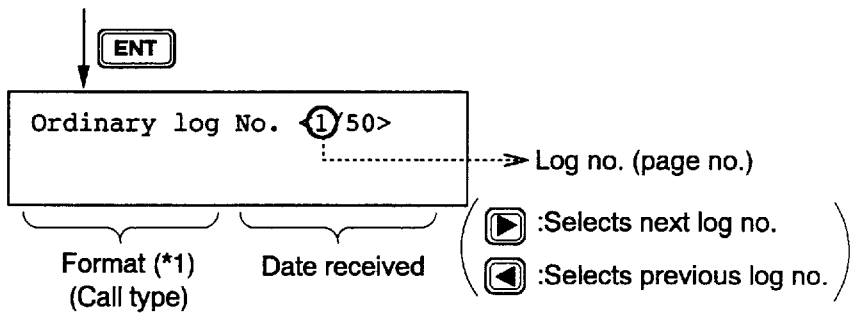 ENT
Ordinary log No. <1/50>
Log no. (page no.)
:Selects next log no.
:Selects previous log no.
Format (*1)
(Call type)
Date received